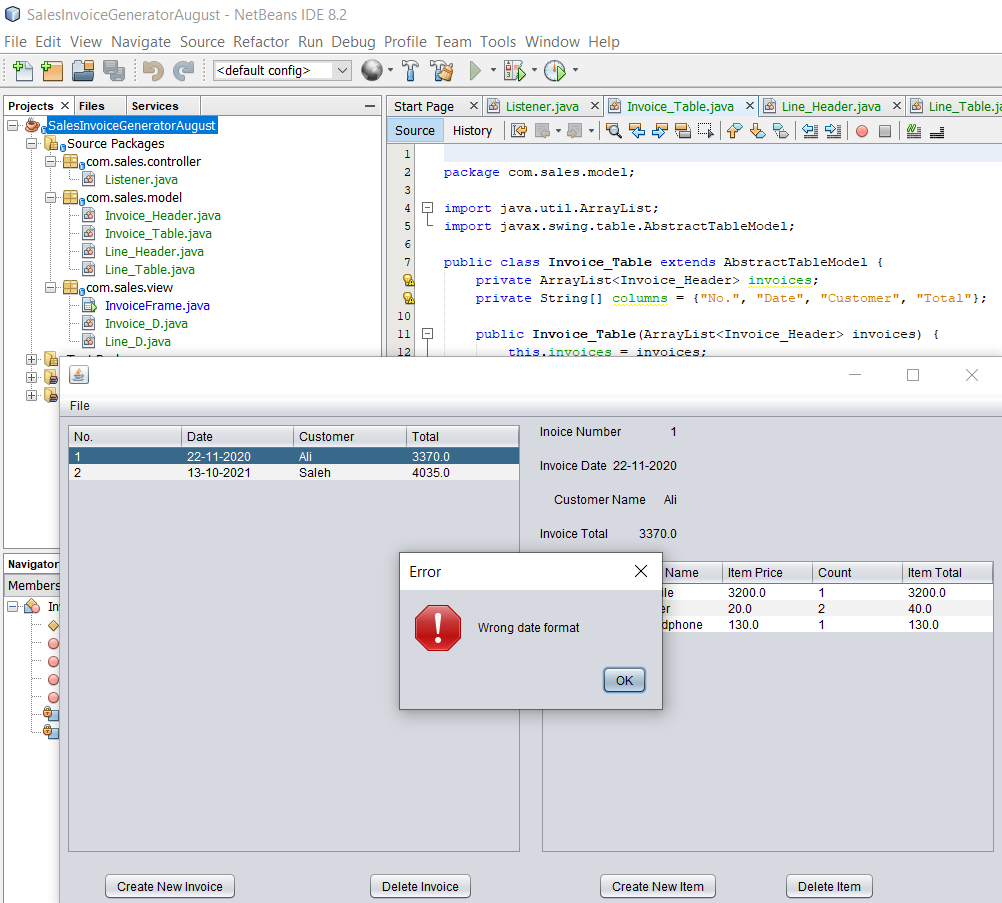 SalesInvoiceGeneratorAugust - NetBeans IDE 8.2
File Edit View Navigate Source Refactor Run Debug Profile Team Tools Window Help
<default config>
Projects Files Services
SalesInvoiceGeneratorAugust
Source Packages
com.sales.controller
Listener.java
com.sales.model
Invoice_Header.java
Invoice_Table.java
Line_Header.java
Line_Table.java
com.sales.view
InvoiceFrame.java
Invoice_D.java
Line_D.java
Start Page Listener.java Invoice_Table.java Line_Header.java Line_Table.ja
Source History
1
2 package com.sales.model;
3
4 import java.util.ArrayList;
5 import javax.swing.table.AbstractTableModel;
6
7 public class Invoice_Table extends AbstractTableModel {
private ArrayList<Invoice_Header> invoices;
private String[] columns = {"No.", "Date", "Customer", "Total"};
10
11 public Invoice_Table(ArrayList<Invoice_Header> invoices) {
12 this.invoices = invoices;
Navigator
Members
In
File
No. Date Customer Total
1 22-11-2020 Ali 3370.0
2 13-10-2021 Saleh 4035.0
Inoice Number 1
Invoice Date 22-11-2020
Customer Name Ali
Invoice Total 3370.0
Name Item Price Count Item Total
le 3200.0 1 3200.0
er 20.0 2 40.0
dphone 130.0 1 130.0
Error
Wrong date format
OK
Create New Invoice Delete Invoice Create New Item Delete Item